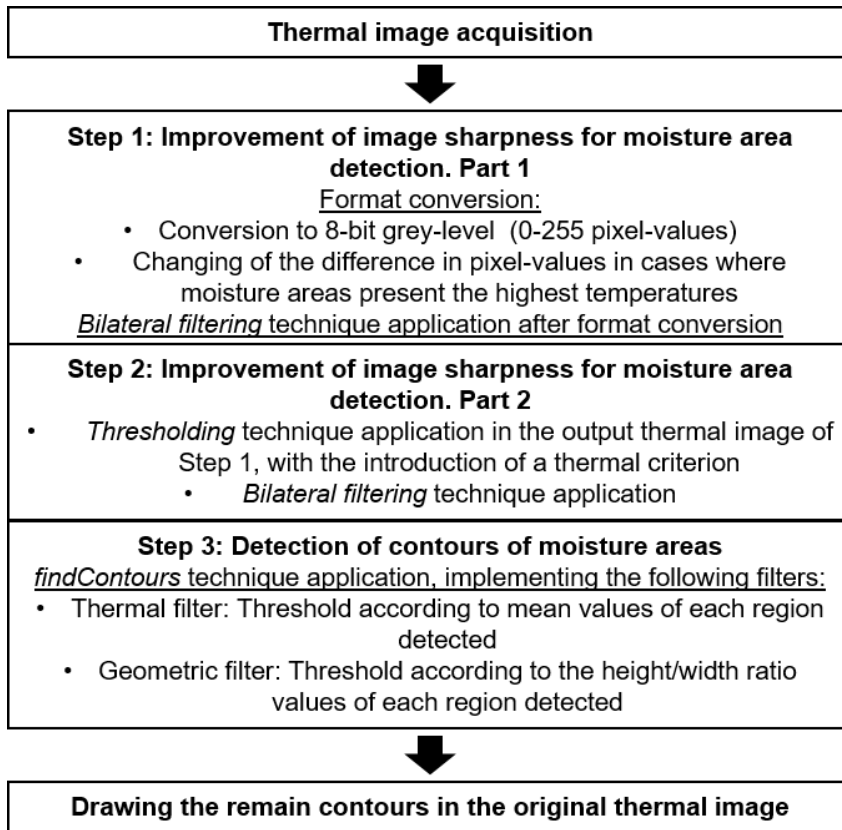 Thermal image acquisition
Step 1: Improvement of image sharpness for moisture area
detection. Part 1
Format conversion:
• Conversion to 8-bit grey-level (0-255 pixel-values)
• Changing of the difference in pixel-values in cases where
moisture areas present the highest temperatures
Bilateral filtering technique application after format conversion
Step 2: Improvement of image sharpness for moisture area
detection. Part 2
• Thresholding technique application in the output thermal image of
Step 1, with the introduction of a thermal criterion
• Bilateral filtering technique application
Step 3: Detection of contours of moisture areas
findContours technique application, implementing the following filters:
• Thermal filter: Threshold according to mean values of each region
detected
• Geometric filter: Threshold according to the height/width ratio
values of each region detected
Drawing the remain contours in the original thermal image